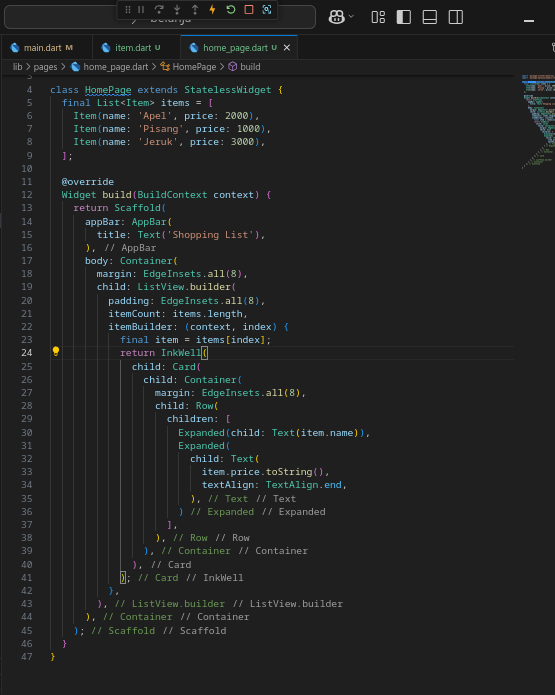 belanja
main.dart M
item.dart U
home_page.dart U ×
lib > pages > home_page.dart > HomePage > build
3
4 class HomePage extends StatelessWidget {
5 final List<Item> items = [
6 Item(name: 'Apel', price: 2000),
7 Item(name: 'Pisang', price: 1000),
8 Item(name: 'Jeruk', price: 3000),
9 ];
10
11 @override
12 Widget build(BuildContext context) {
13 return Scaffold(
14 appBar: AppBar(
15 title: Text('Shopping List'),
16 ), // AppBar
17 body: Container(
18 margin: EdgeInsets.all(8),
19 child: ListView.builder(
20 padding: EdgeInsets.all(8),
21 itemCount: items.length,
22 itemBuilder: (context, index) {
23 final item = items[index];
24 return InkWell(
25 child: Card(
26 child: Container(
27 margin: EdgeInsets.all(8),
28 child: Row(
29 children: [
30 Expanded(child: Text(item.name)),
31 Expanded(
32 child: Text(
33 item.price.toString(),
34 textAlign: TextAlign.end,
35 ), // Text // Text
36 ) // Expanded // Expanded
37 ],
38 ), // Row // Row
39 ), // Container // Container
40 ), // Card
41 ); // Card // InkWell
42 },
43 ), // ListView.builder // ListView.builder
44 ), // Container // Container
45 ); // Scaffold // Scaffold
46 }
47 }